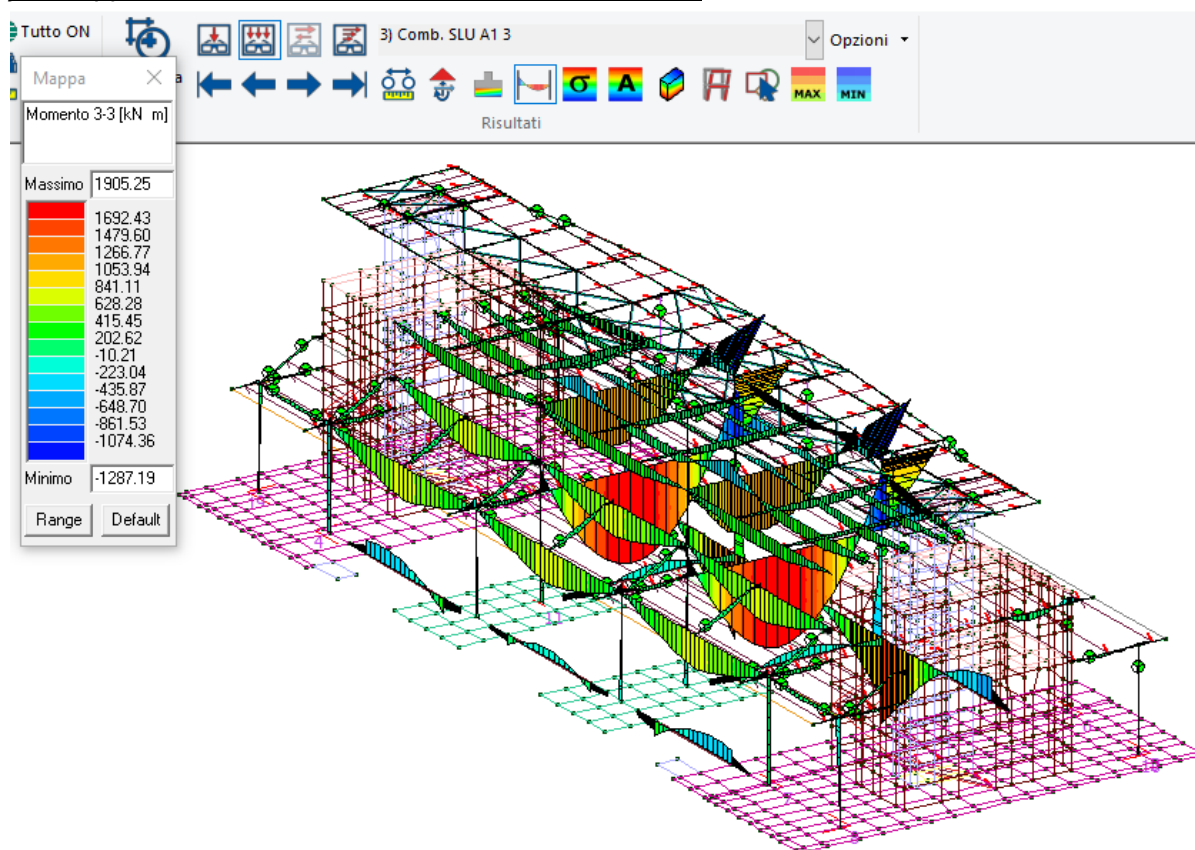 Tutto ON
3) Comb. SLU A1 3
Opzioni
σ
A
MAX
MIN
Risultati
Mappa
Momento 3-3 [kN m]
Massimo 1905.25
1692.43
1479.60
1266.77
1053.94
841.11
628.28
415.45
202.62
-10.21
-223.04
-435.87
-648.70
-861.53
-1074.36
Minimo -1287.19
Range Default
4